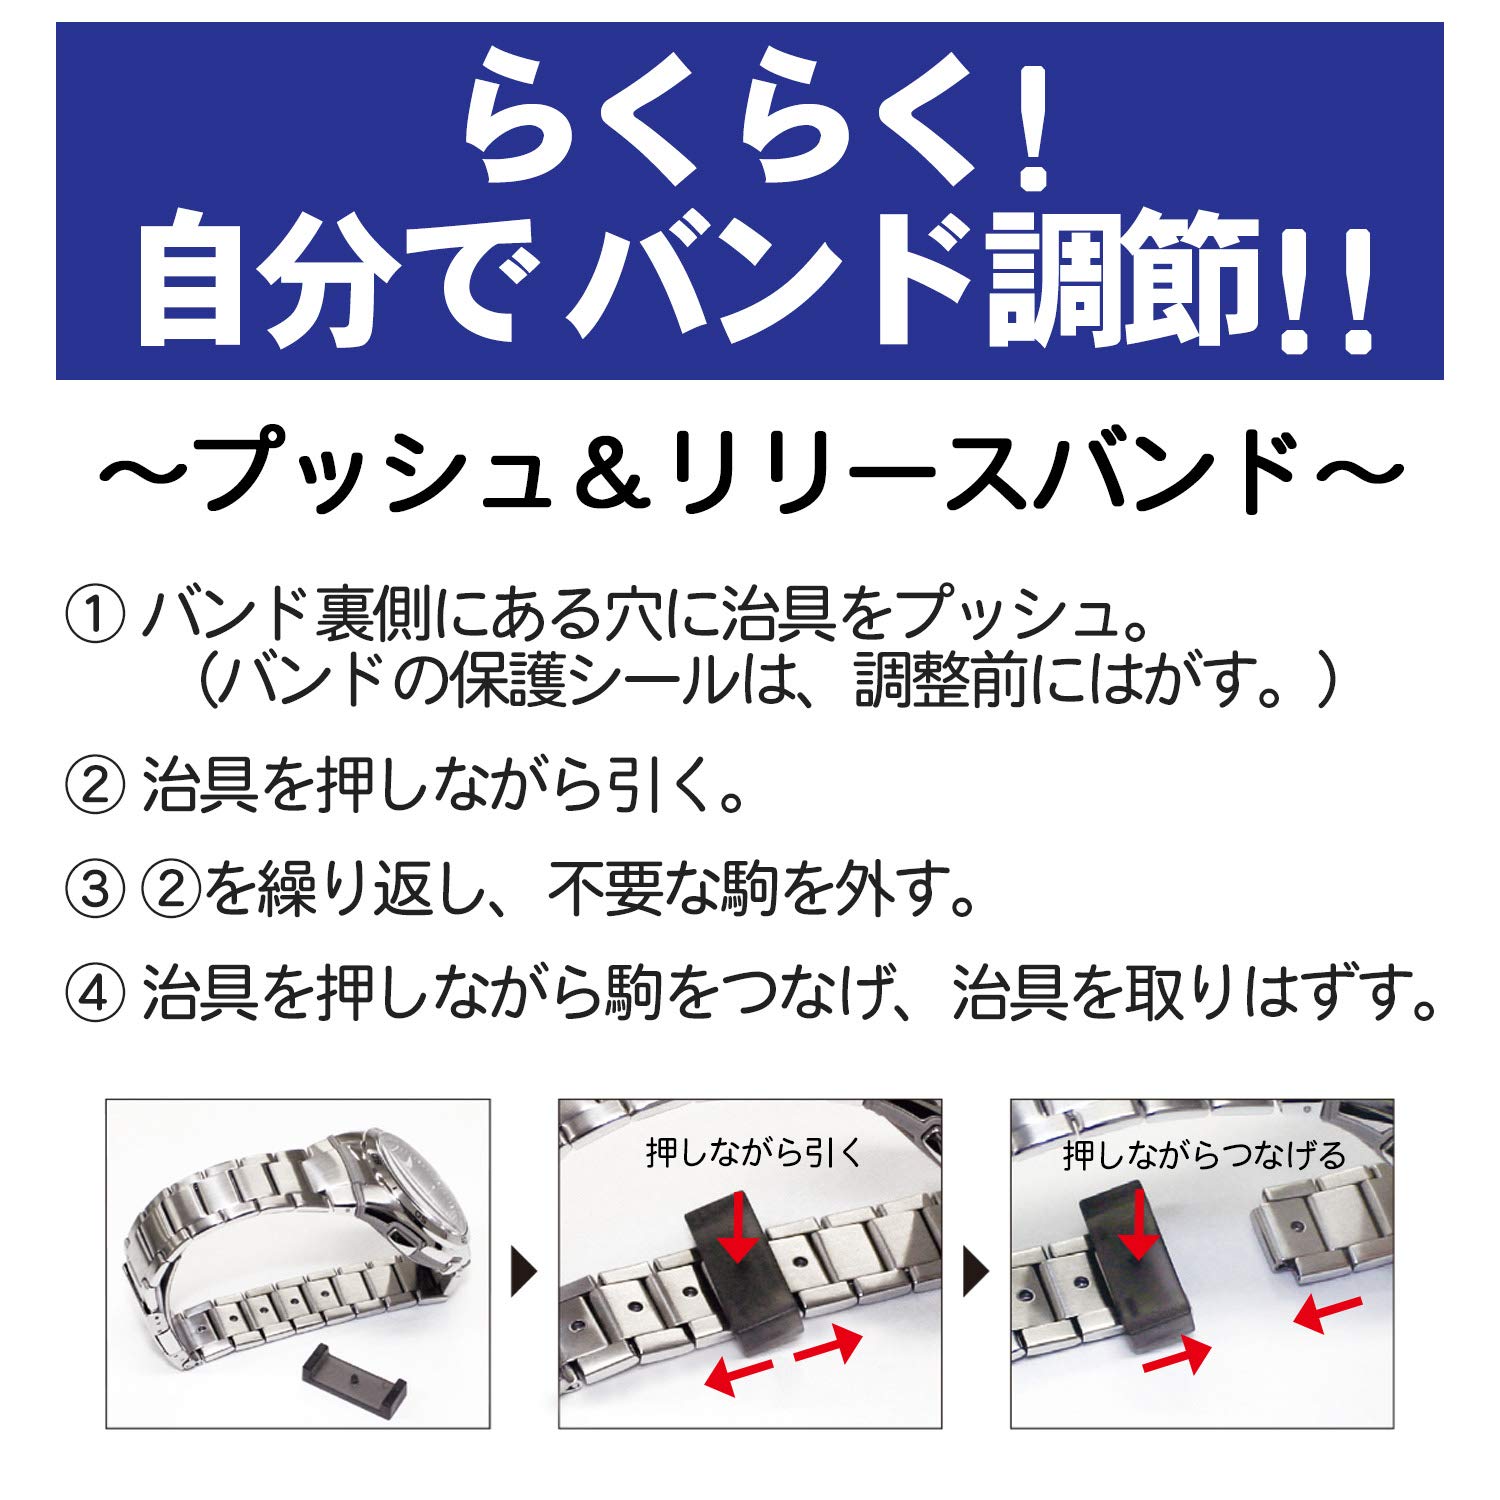 らくらく!
自分でバンド調節!!
～プッシュ＆リリースバンド～
① バンド裏側にある穴に治具をプッシュ。
（バンドの保護シールは、調整前にはがす。）
② 治具を押しながら引く。
③ ②を繰り返し、不要な駒を外す。
④ 治具を押しながら駒をつなげ、治具を取りはずす。
押しながら引く
押しながらつなげる